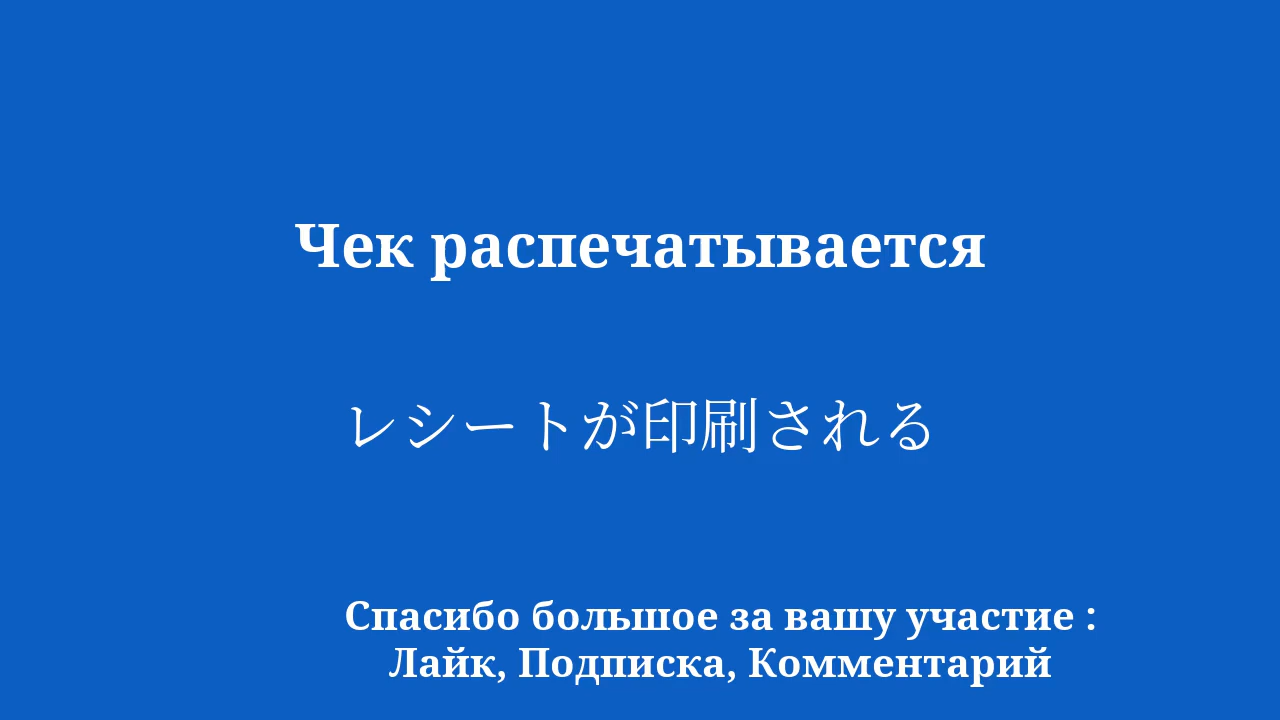 Чек распечатывается
レシートが印刷される
Спасибо большое за вашу участие :
Лайк, Подписка, Комментарий